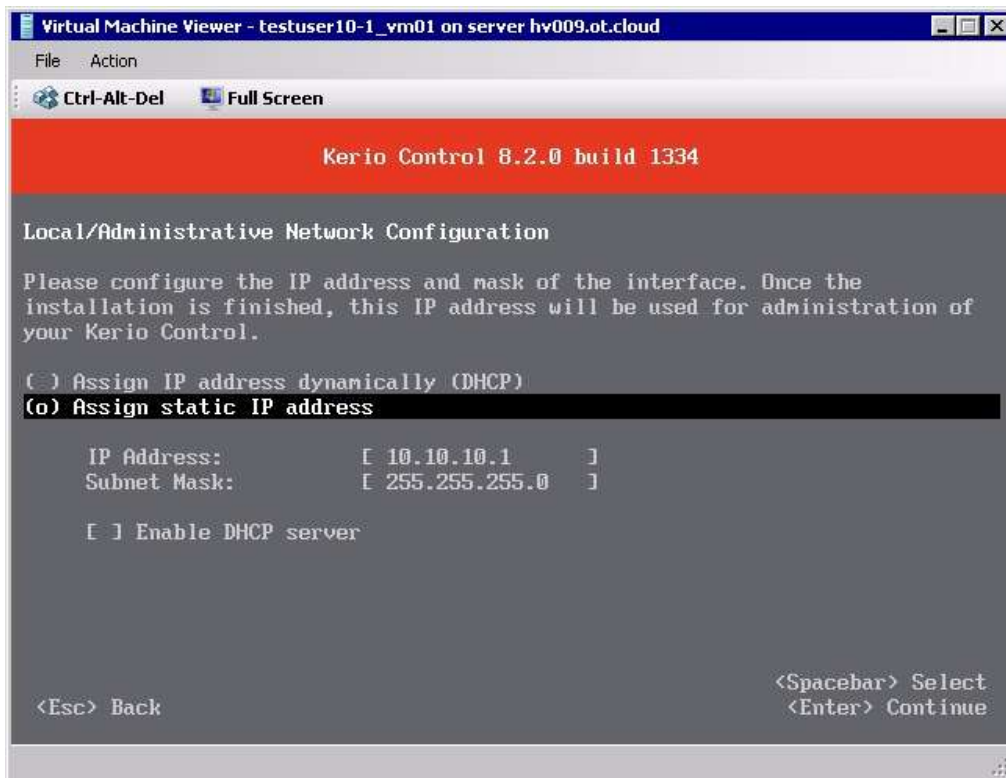 Virtual Machine Viewer - testuser10-1_vm01 on server hv009.ot.cloud
File Action
Ctrl-Alt-Del Full Screen
Kerio Control 8.2.0 build 1334
Local/Administrative Network Configuration
Please configure the IP address and mask of the interface. Once the
installation is finished, this IP address will be used for administration of
your Kerio Control.
( ) Assign IP address dynamically (DHCP)
(o) Assign static IP address
IP Address: [ 10.10.10.1 ]
Subnet Mask: [ 255.255.255.0 ]
[ ] Enable DHCP server
<Spacebar> Select
<Esc> Back <Enter> Continue